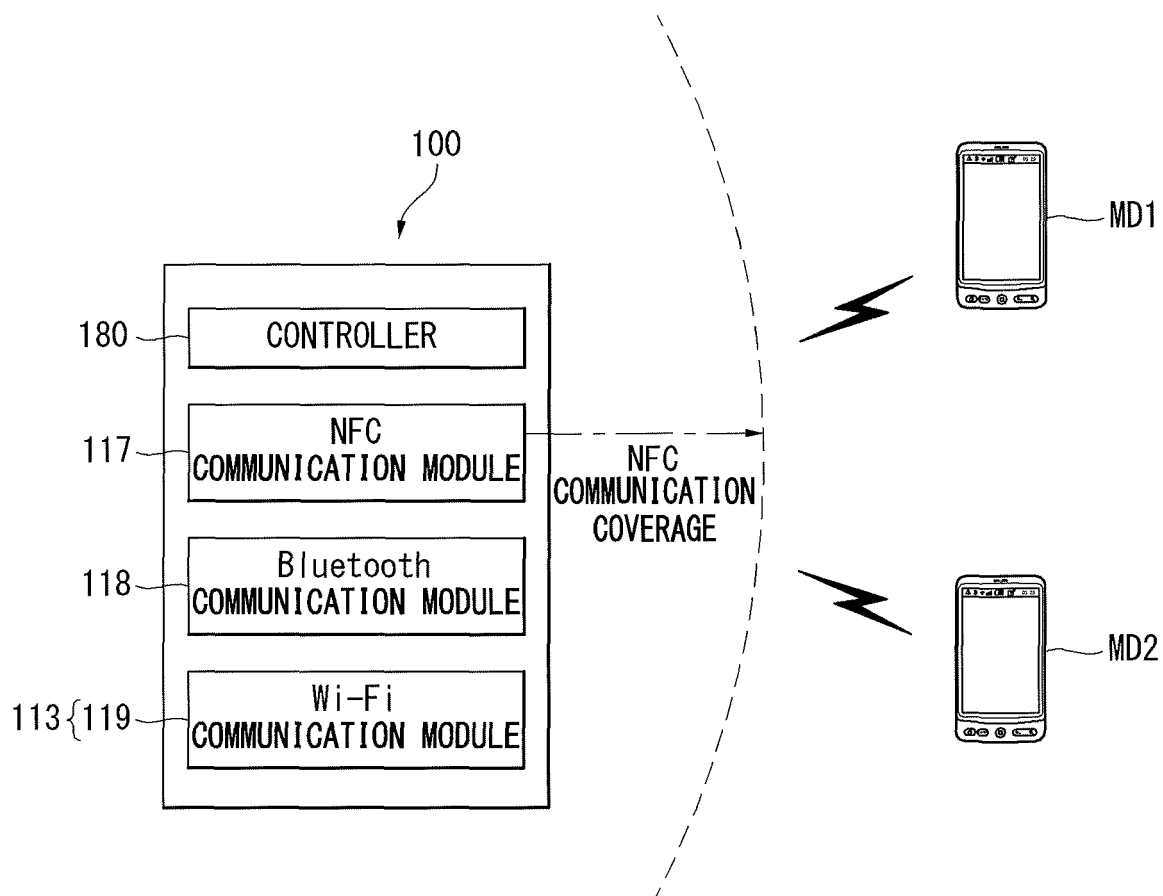 100
MD1
180
CONTROLLER
117
NFC
COMMUNICATION MODULE
NFC
COMMUNICATION
COVERAGE
118
Bluetooth
COMMUNICATION MODULE
MD2
113{119
Wi-Fi
COMMUNICATION MODULE